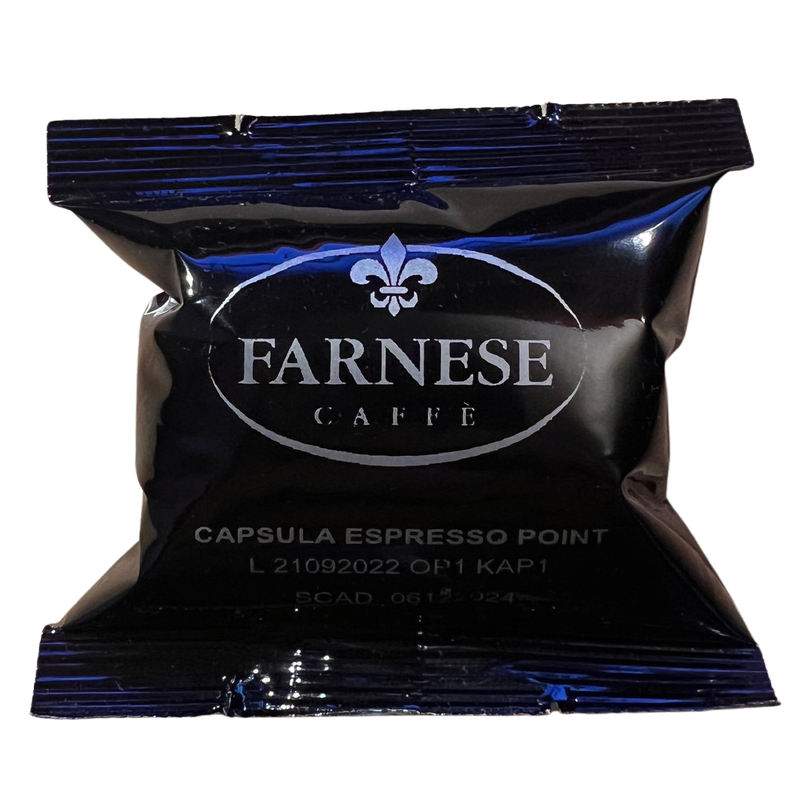 FARNESE
CAFFÈ
CAPSULA ESPRESSO POINT
L 21092022 OP1 KAP1
SCAD